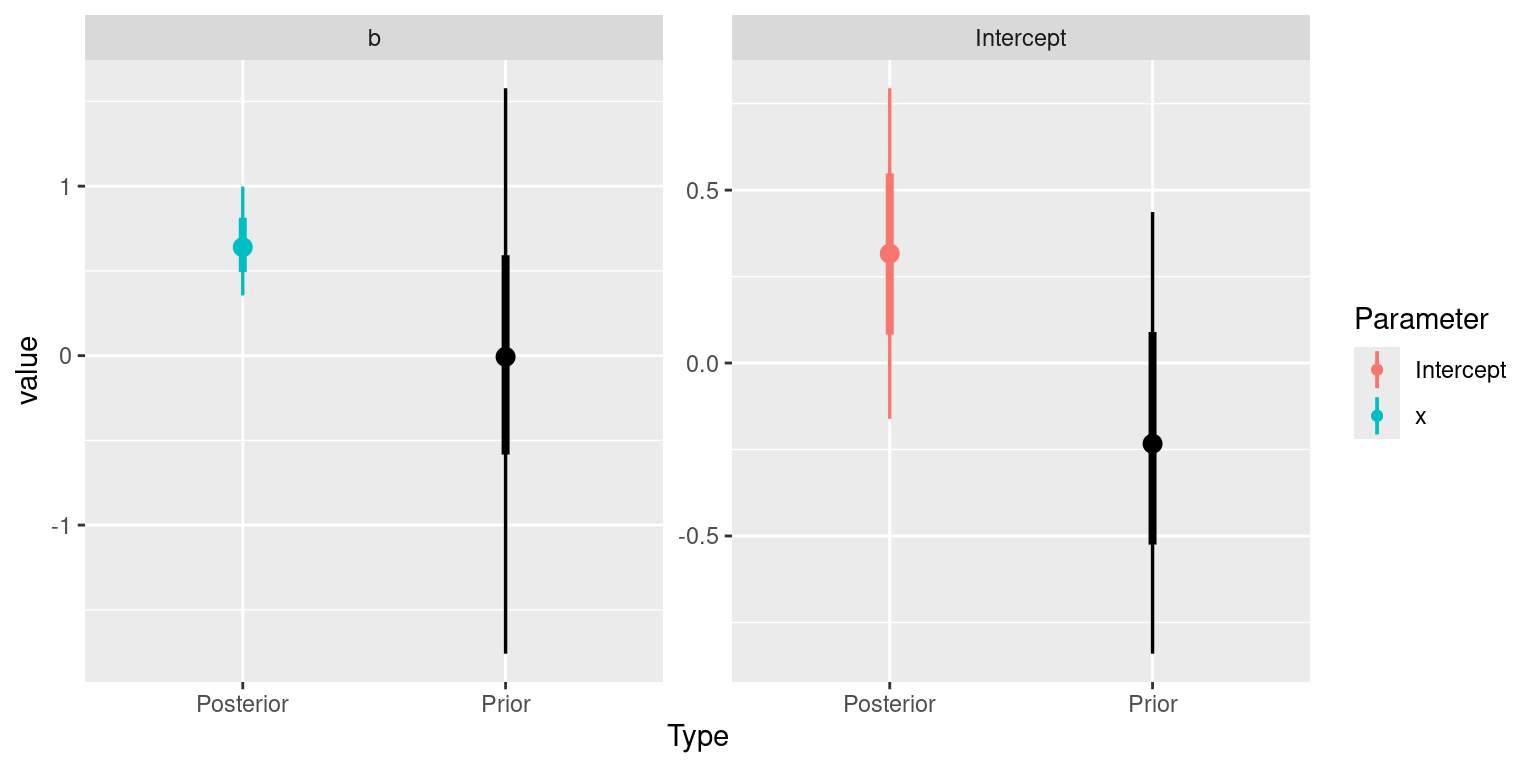 b
Intercept
value
1
0
-1
0.5
0.0
-0.5
Posterior
Prior
Posterior
Prior
Type
Parameter
Intercept
x